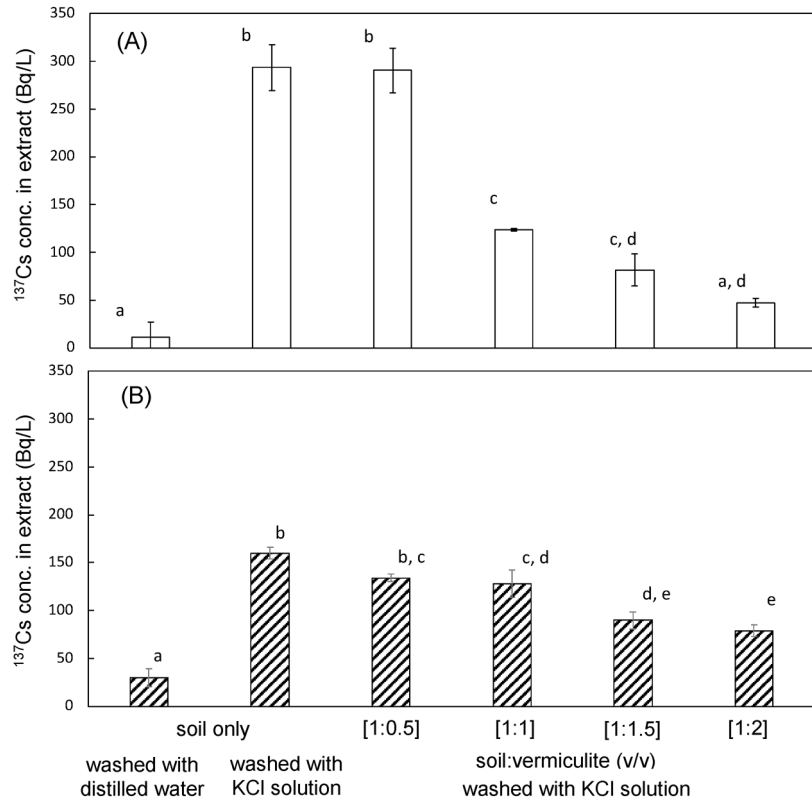 (A)
137Cs conc. in extract (Bq/L)
350
300
250
200
150
100
50
0
a
b
b
c
c, d
a, d
(B)
137Cs conc. in extract (Bq/L)
350
300
250
200
150
100
50
0
a
b
b, c
c, d
d, e
e
soil only
[1:0.5]
[1:1]
[1:1.5]
[1:2]
washed with
distilled water
washed with
KCl solution
soil:vermiculite (v/v)
washed with KCl solution